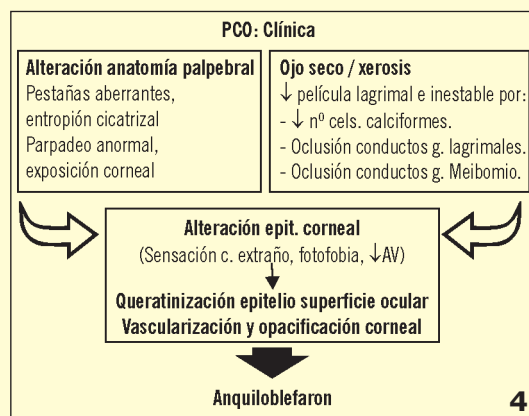 PCO: Clínica
Alteración anatomía palpebral
Pestañas aberrantes,
entropión cicatrizal
Parpadeo anormal,
exposición corneal
Ojo seco / xerosis
↓ película lagrimal e inestable por:
- ↓ nº cels. calciformes.
- Oclusión conductos g. lagrimales.
- Oclusión conductos g. Meibomio.
Alteración epit. corneal
(Sensación c. extraño, fotofobia, ↓AV)
Queratinización epitelio superficie ocular
Vascularización y opacificación corneal
Anquiloblefaron
4